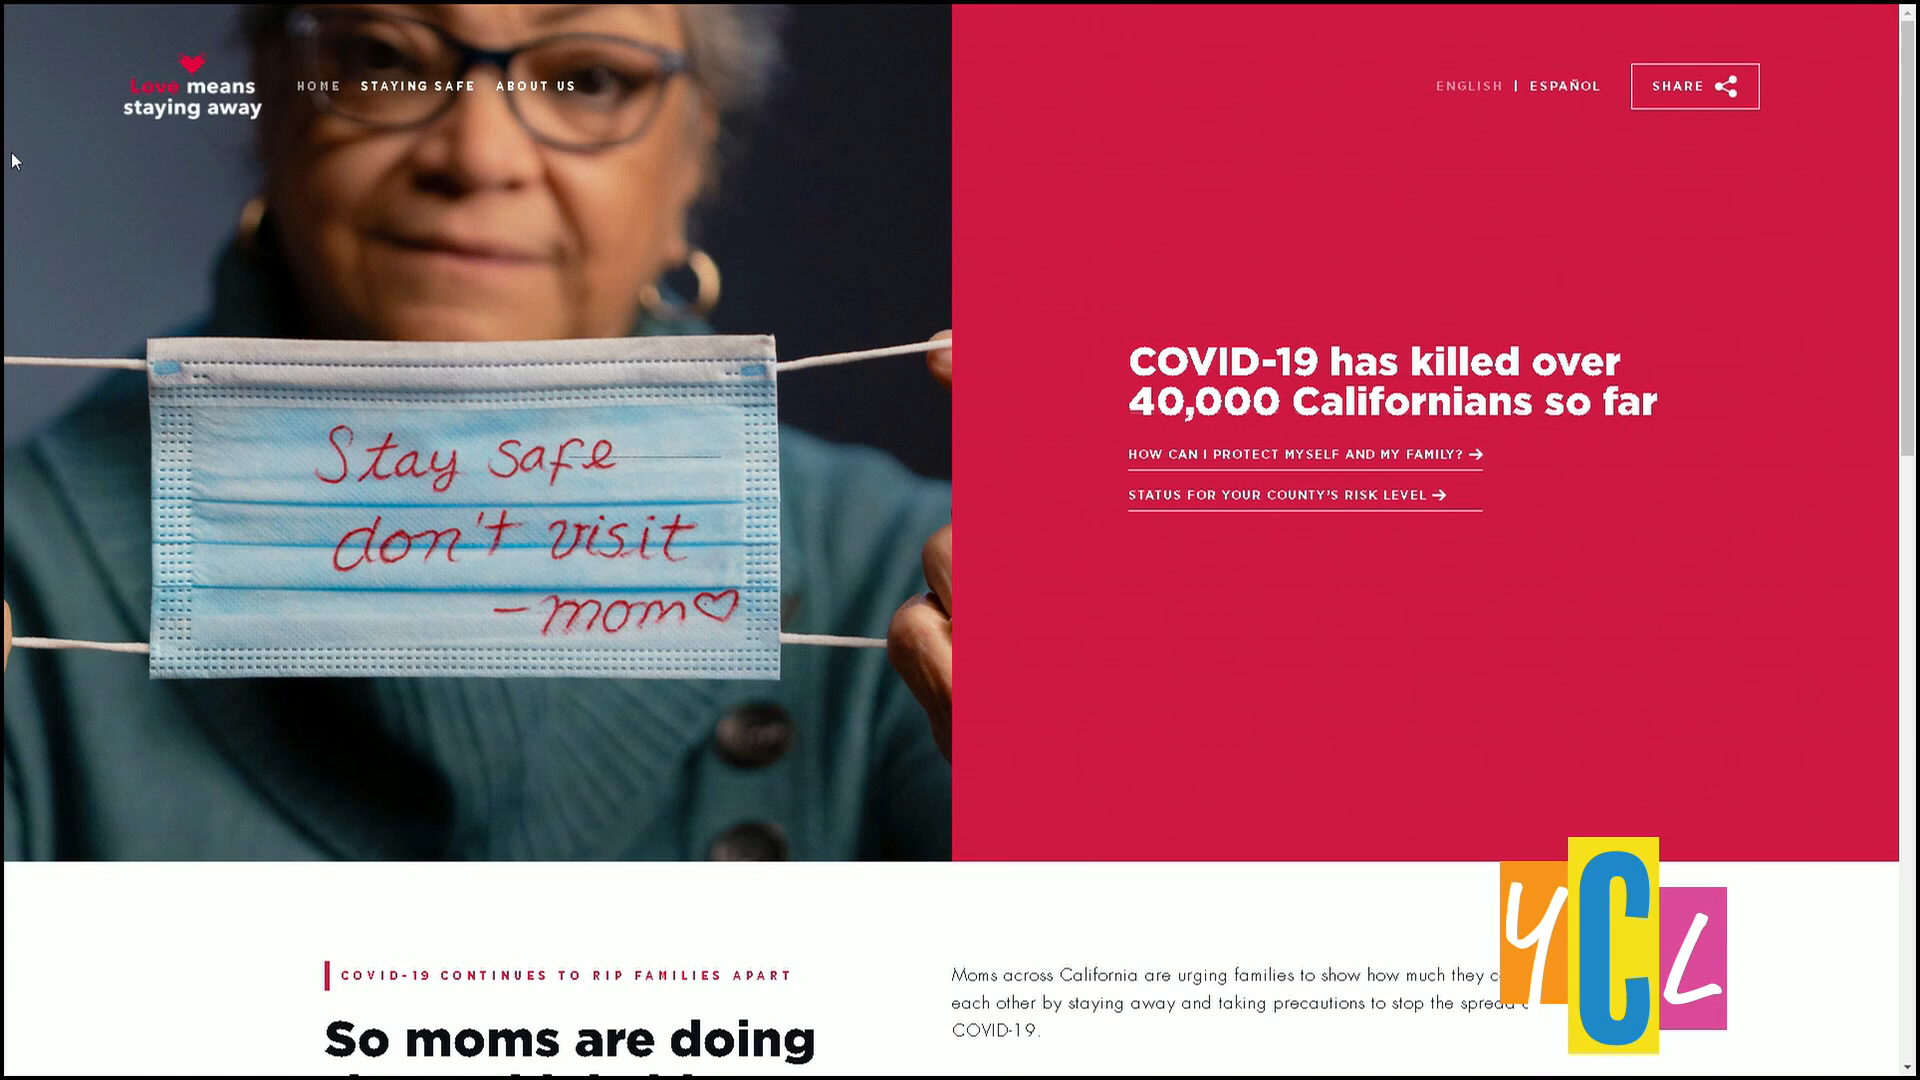 Love means
staying away
HOME
STAYING SAFE
ABOUT US
ENGLISH | ESPAÑOL
SHARE
Stay safe
don't visit
-mom♡
COVID-19 has killed over
40,000 Californians so far
HOW CAN I PROTECT MYSELF AND MY FAMILY? →
STATUS FOR YOUR COUNTY'S RISK LEVEL →
COVID-19 CONTINUES TO RIP FAMILIES APART
So moms are doing
Moms across California are urging families to show how much they
each other by staying away and taking precautions to stop the spread
COVID-19.
YCL